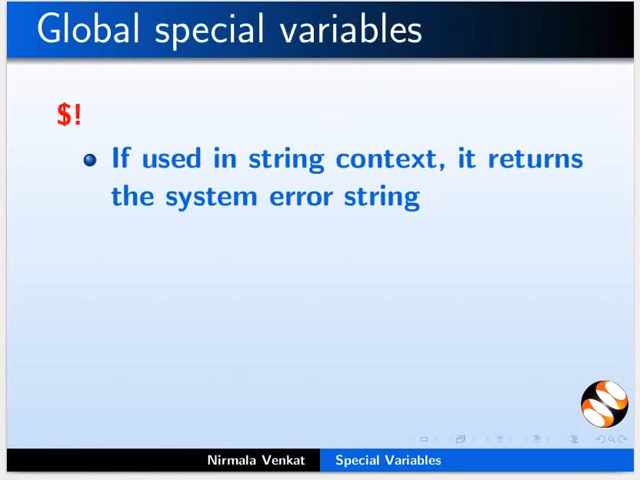 Global special variables
$!
If used in string context, it returns
the system error string
Nirmala Venkat
Special Variables